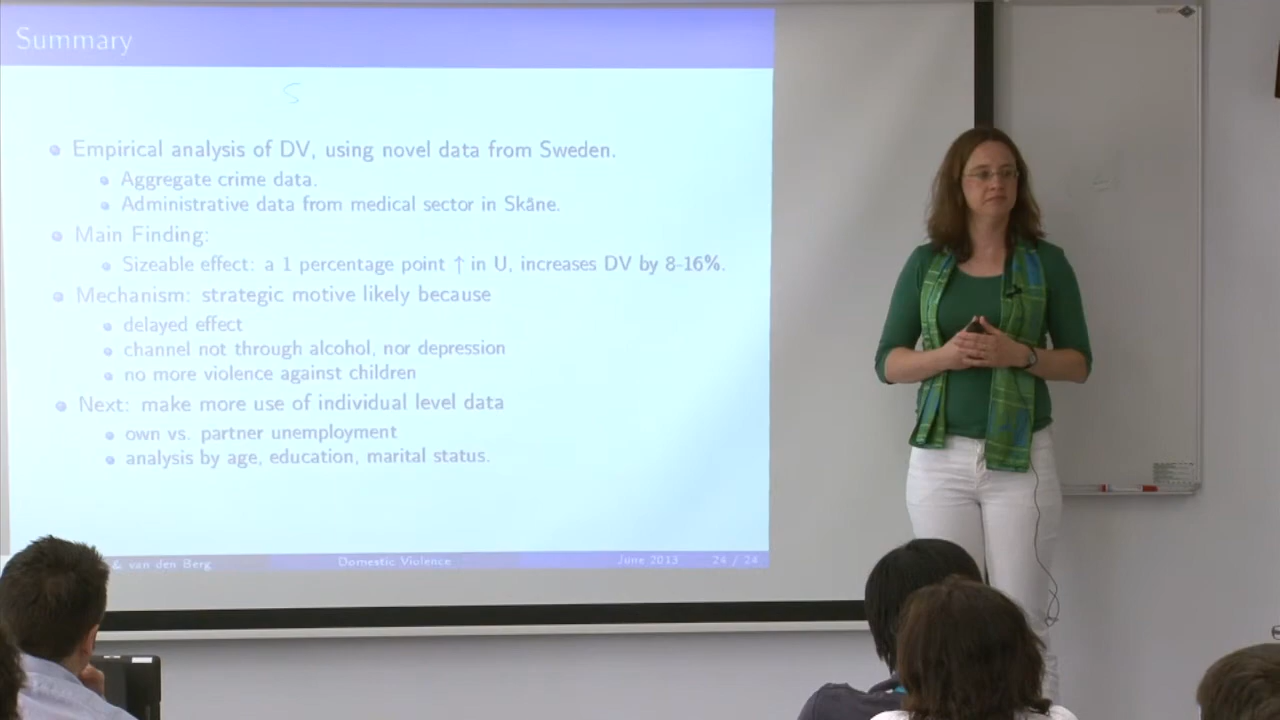 Summary
Empirical analysis of DV, using novel data from Sweden.
Aggregate crime data.
Administrative data from medical sector in Skåne.
Main Finding:
Sizeable effect: a 1 percentage point ↑ in U, increases DV by 8-16%.
Mechanism: strategic motive likely because
delayed effect
channel not through alcohol, nor depression
no more violence against children
Next: make more use of individual level data
own vs. partner unemployment
analysis by age, education, marital status.
& van den Berg Domestic Violence June 2013 24 / 24